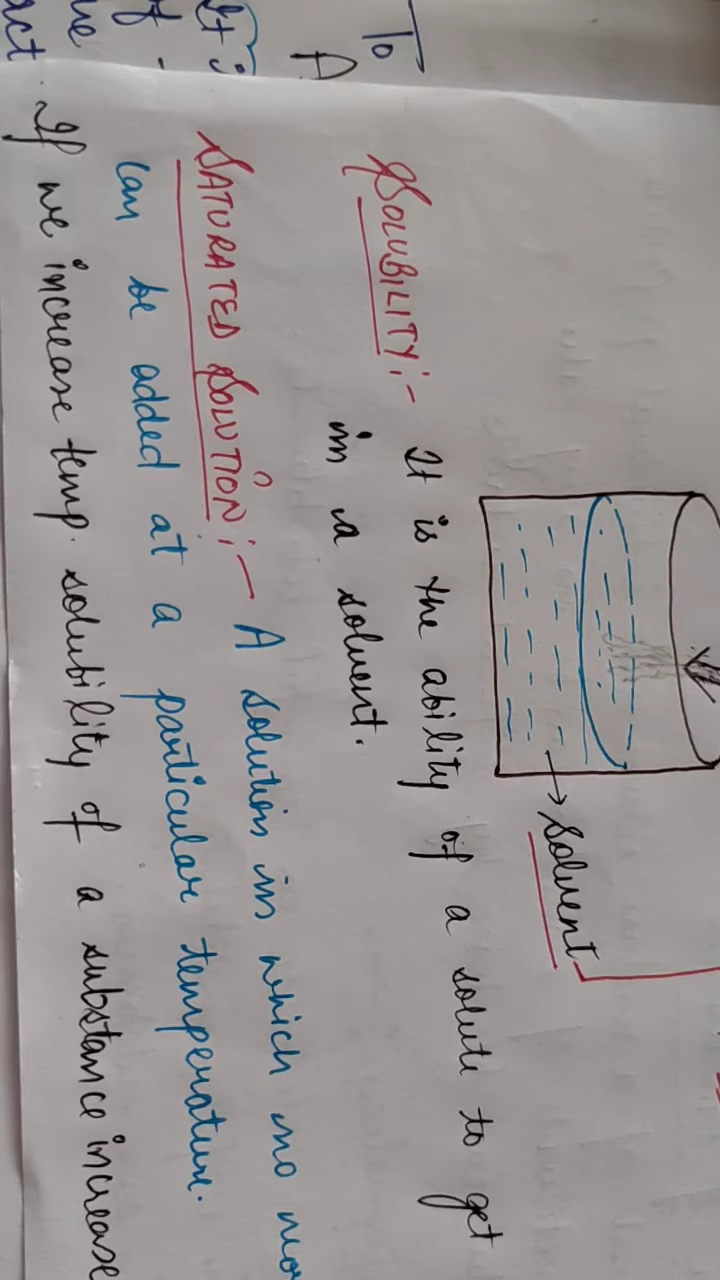 Solvent
SOLUBILITY:- It is the ability of a solute to get
in a solvent.
SATURATED SOLUTION:- A solution in which no mo
can be added at a particular temperature.
If we increase temp. solubility of a substance increase
To
A